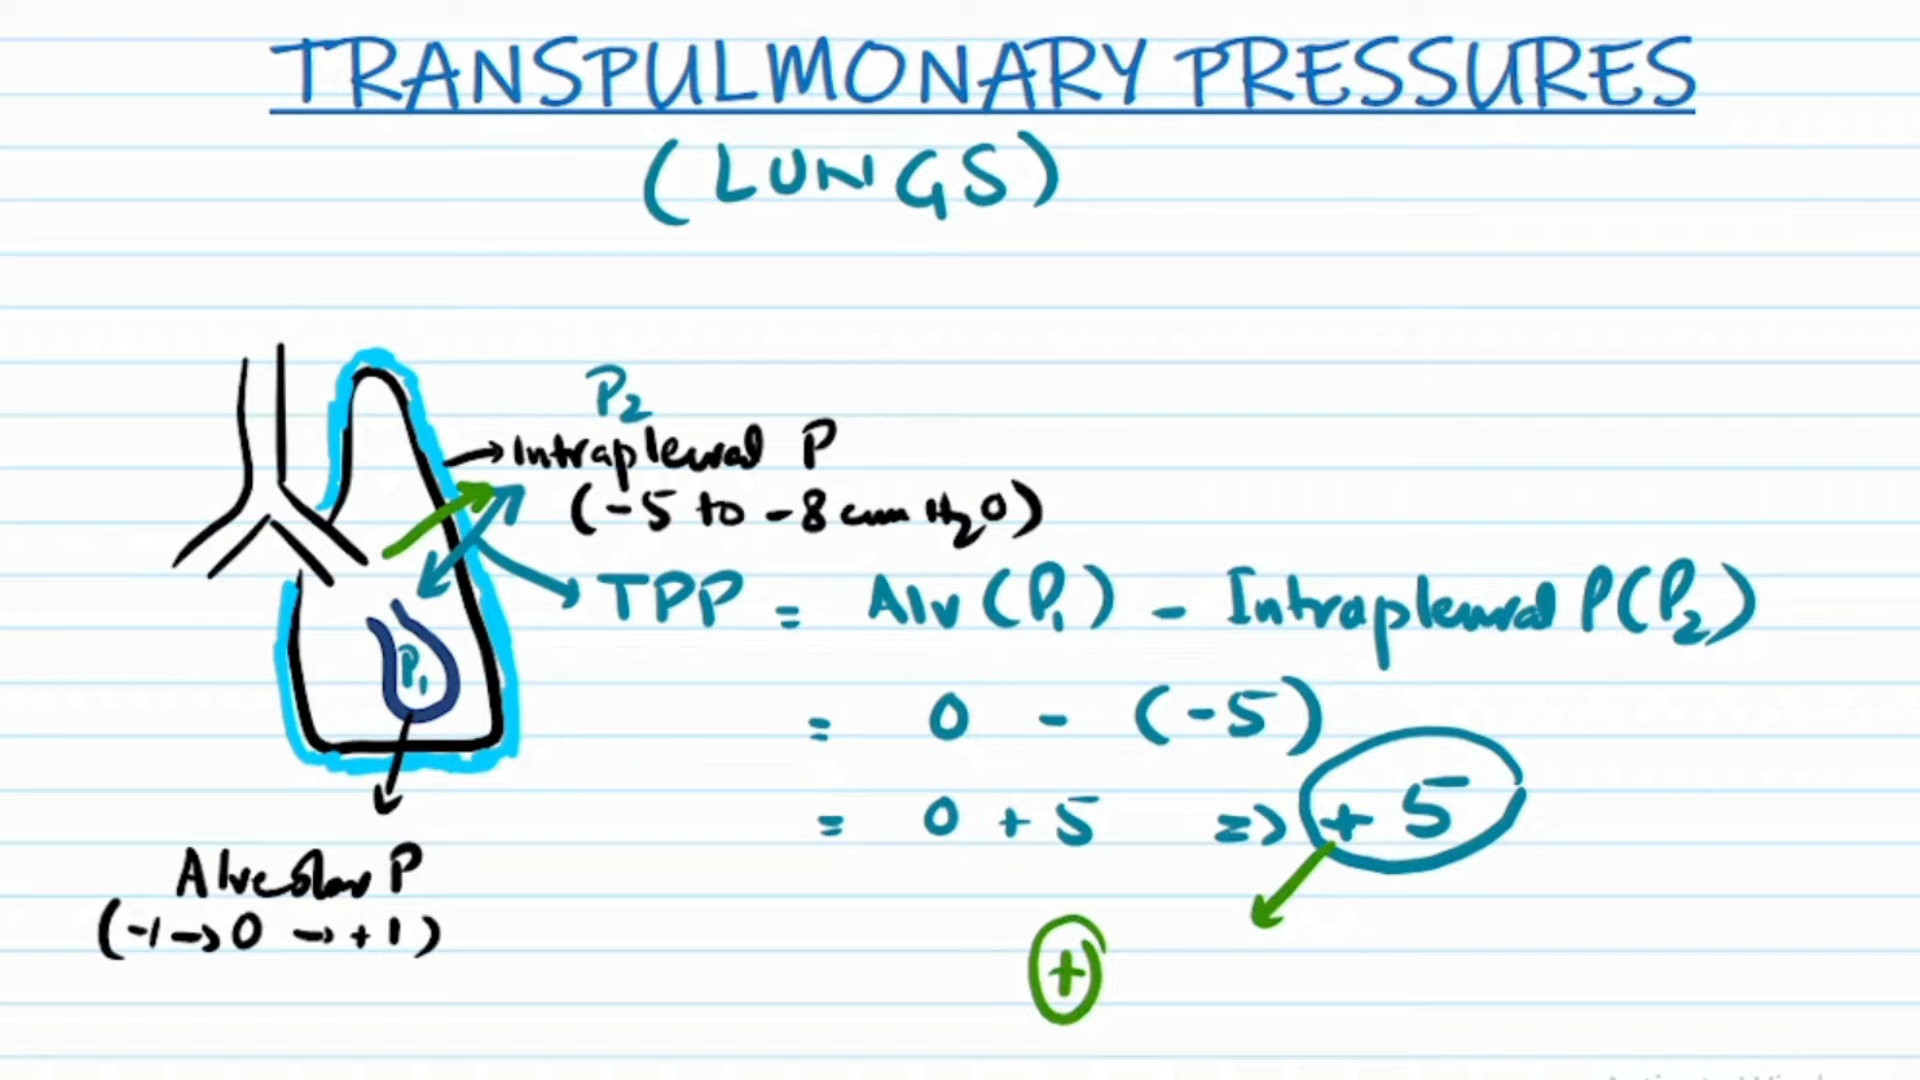 TRANSPULMONARY PRESSURES
(LUNGS)
P₂
Intrapleural P
(-5 to -8 cm H₂O)
TPP = Alv (P₁) - Intrapleural P (P₂)
P₁
= 0 - (-5)
= 0 + 5 => + 5
Alveolar P
(-1 → 0 → +1)
+